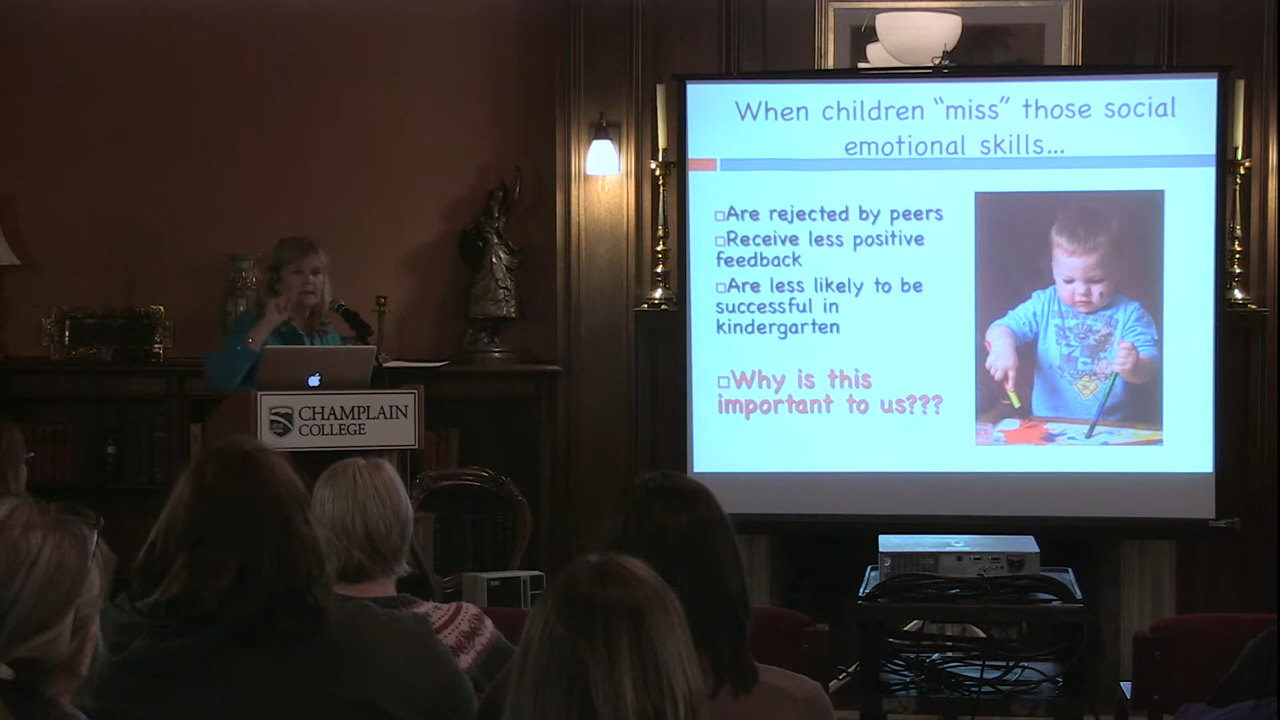 When children “miss” those social
emotional skills...
□Are rejected by peers
□Receive less positive
feedback
□Are less likely to be
successful in
kindergarten
□Why is this
important to us???
CHAMPLAIN
COLLEGE